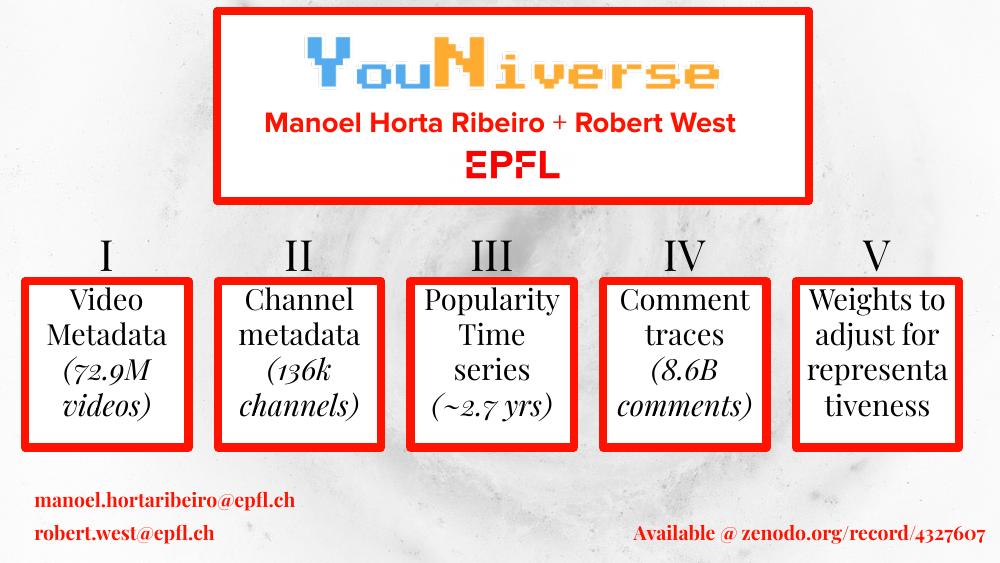 YouNiverse
Manoel Horta Ribeiro + Robert West
EPFL
I
Video
Metadata
(72.9M
videos)
II
Channel
metadata
(136k
channels)
III
Popularity
Time
series
(~2.7 yrs)
IV
Comment
traces
(8.6B
comments)
V
Weights to
adjust for
representa
tiveness
manoel.hortaribeiro@epfl.ch
robert.west@epfl.ch
Available @ zenodo.org/record/4327607